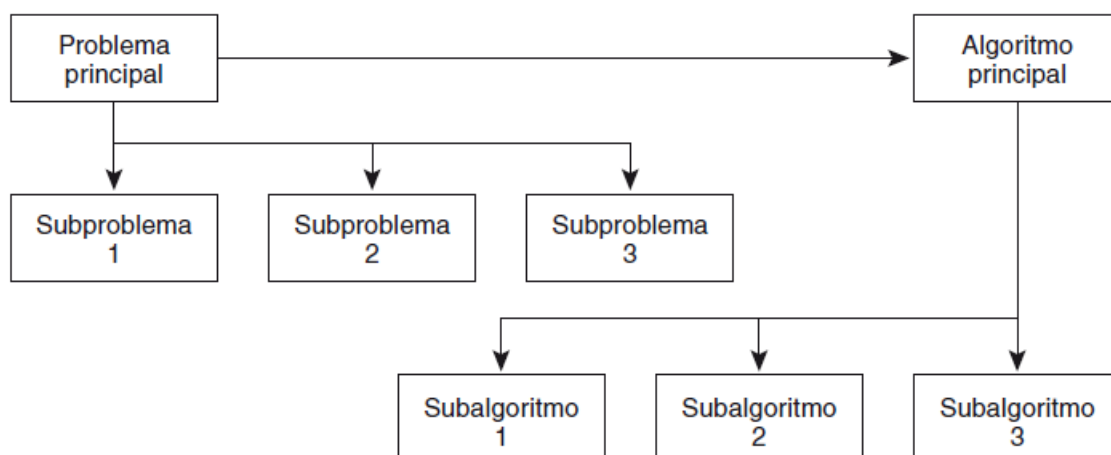 Problema
principal
Algoritmo
principal
Subproblema
1
Subproblema
2
Subproblema
3
Subalgoritmo
1
Subalgoritmo
2
Subalgoritmo
3